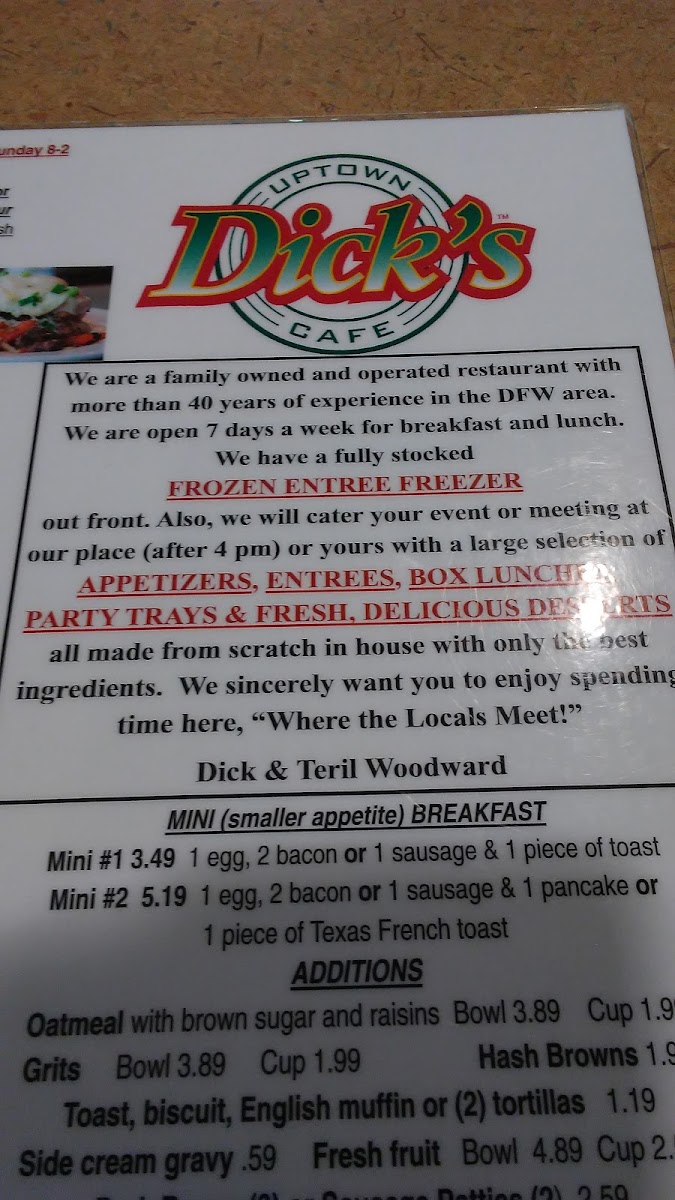 UPTOWN
Dick's™
CAFE
We are a family owned and operated restaurant with
more than 40 years of experience in the DFW area.
We are open 7 days a week for breakfast and lunch.
We have a fully stocked
FROZEN ENTREE FREEZER
out front. Also, we will cater your event or meeting at
our place (after 4 pm) or yours with a large selection of
APPETIZERS, ENTREES, BOX LUNCHES,
PARTY TRAYS & FRESH, DELICIOUS DESSERTS
all made from scratch in house with only the best
ingredients. We sincerely want you to enjoy spending
time here, “Where the Locals Meet!”
Dick & Teril Woodward
MINI (smaller appetite) BREAKFAST
Mini #1 3.49 1 egg, 2 bacon or 1 sausage & 1 piece of toast
Mini #2 5.19 1 egg, 2 bacon or 1 sausage & 1 pancake or
1 piece of Texas French toast
ADDITIONS
Oatmeal with brown sugar and raisins Bowl 3.89 Cup
Grits Bowl 3.89 Cup 1.99 Hash Browns
Toast, biscuit, English muffin or (2) tortillas 1.19
Side cream gravy .59 Fresh fruit Bowl 4.89 Cup
8-2